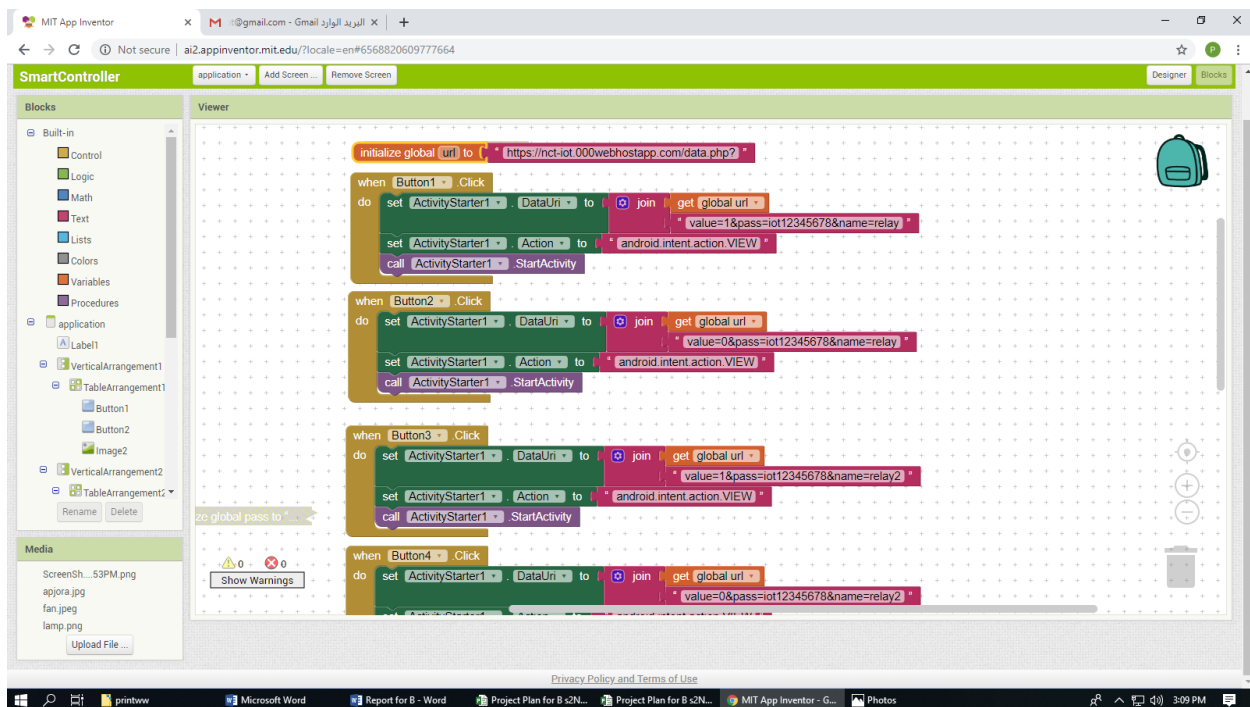 MIT App Inventor
@gmail.com - Gmail البريد الوارد
Not secure | ai2.appinventor.mit.edu/?locale=en#6568820609777664
P
SmartController
application
Add Screen ...
Remove Screen
Designer
Blocks
Blocks
Viewer
Built-in
Control
Logic
Math
Text
Lists
Colors
Variables
Procedures
application
Label1
VerticalArrangement1
TableArrangement1
Button1
Button2
Image2
VerticalArrangement2
TableArrangement2
Rename
Delete
Media
ScreenSh....53PM.png
apjora.jpg
fan.jpeg
lamp.png
Upload File ...
initialize global url to " https://nct-iot.000webhostapp.com/data.php? "
when Button1 .Click
do set ActivityStarter1 . DataUri to join get global url
" value=1&pass=iot12345678&name=relay "
set ActivityStarter1 . Action to " android.intent.action.VIEW "
call ActivityStarter1 .StartActivity
when Button2 .Click
do set ActivityStarter1 . DataUri to join get global url
" value=0&pass=iot12345678&name=relay "
set ActivityStarter1 . Action to " android.intent.action.VIEW "
call ActivityStarter1 .StartActivity
when Button3 .Click
do set ActivityStarter1 . DataUri to join get global url
" value=1&pass=iot12345678&name=relay2 "
set ActivityStarter1 . Action to " android.intent.action.VIEW "
call ActivityStarter1 .StartActivity
ze global pass to "
when Button4 .Click
do set ActivityStarter1 . DataUri to join get global url
" value=0&pass=iot12345678&name=relay2 "
0 0
Show Warnings
Privacy Policy and Terms of Use
printww
Microsoft Word
Report for B - Word
Project Plan for B s2N...
Project Plan for B s2N...
MIT App Inventor - G...
Photos
3:09 PM